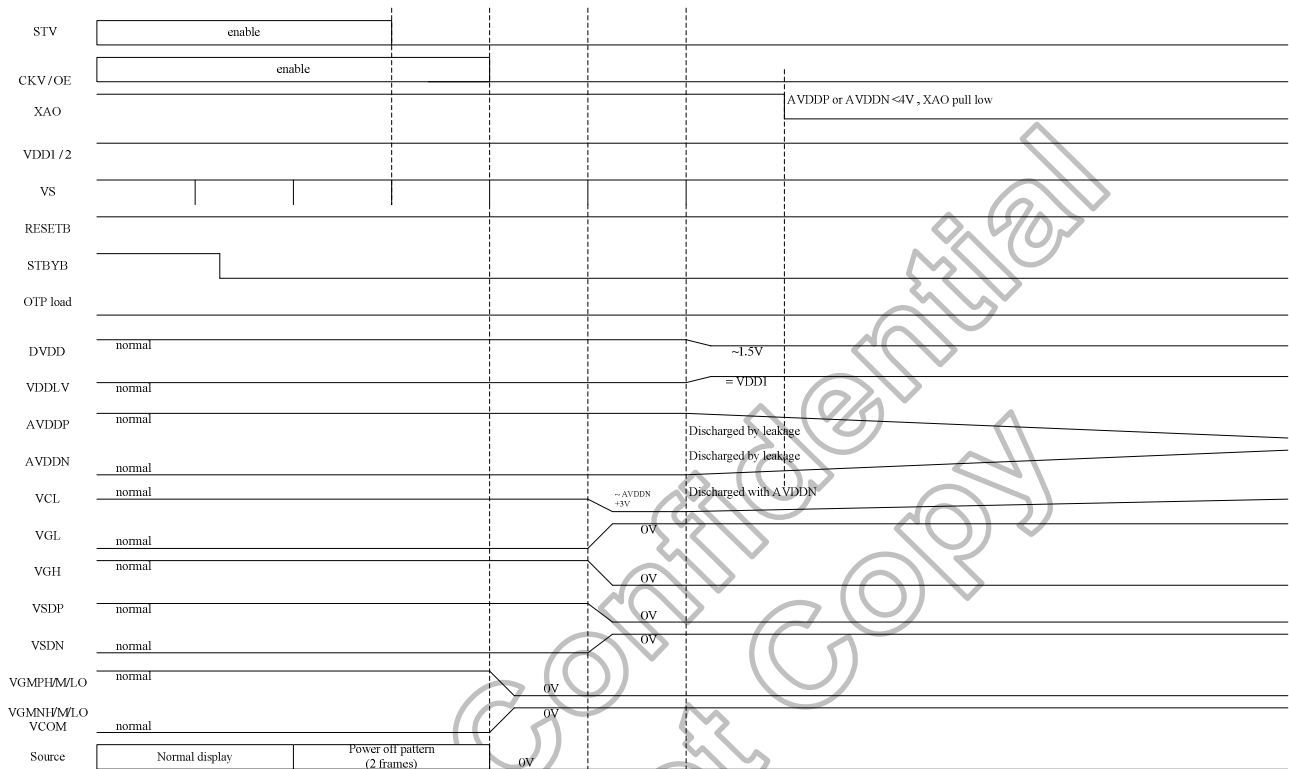 STV
enable
CKV / OE
enable
XAO
AVDDP or AVDDN <4V , XAO pull low
VDD1 / 2
VS
RESETB
STBYB
OTP load
DVDD
normal
~1.5V
VDDLV
normal
= VDD1
AVDDP
normal
Discharged by leakage
AVDDN
normal
Discharged by leakage
VCL
normal
~ AVDDN
+3V
Discharged with AVDDN
VGL
normal
0V
VGH
normal
0V
VSDP
normal
0V
VSDN
normal
0V
VGMPH/M/LO
normal
0V
VGMNH/M/LO
VCOM
normal
0V
Source
Normal display
Power off pattern
(2 frames)
0V
Confidential
t Copy